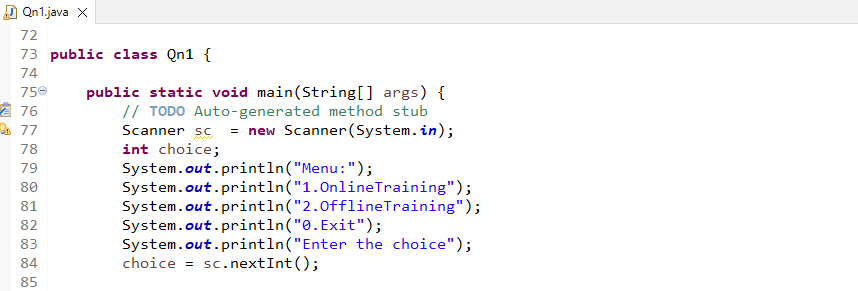 Qn1.java
72
73 public class Qn1 {
74
75 public static void main(String[] args) {
76 // TODO Auto-generated method stub
77 Scanner sc  = new Scanner(System.in);
78 int choice;
79 System.out.println("Menu:");
80 System.out.println("1.OnlineTraining");
81 System.out.println("2.OfflineTraining");
82 System.out.println("0.Exit");
83 System.out.println("Enter the choice");
84 choice = sc.nextInt();
85